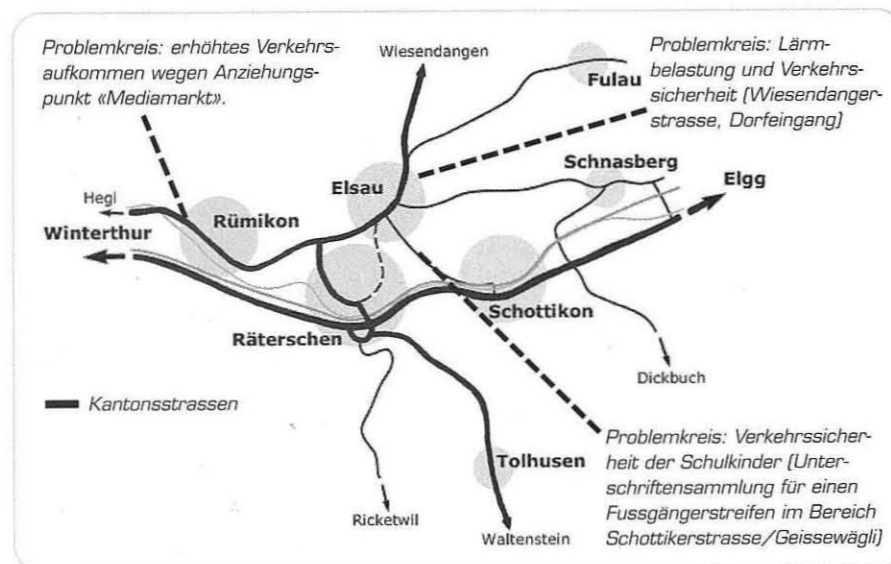 Problemkreis: erhöhtes Verkehrs-
aufkommen wegen Anziehungs-
punkt «Mediamarkt».
Wiesendangen
Problemkreis: Lärm-
belastung und Verkehrs-
sicherheit (Wiesendanger-
strasse, Dorfeingang)
Fulau
Schnasberg
Elgg
Elsau
Hegi
Rümikon
Winterthur
Räterschen
Schottikon
Dickbuch
Kantonsstrassen
Tolhusen
Ricketwil
Waltenstein
Problemkreis: Verkehrssicher-
heit der Schulkinder (Unter-
schriftensammlung für einen
Fussgängerstreifen im Bereich
Schottikerstrasse/Geissewägli)